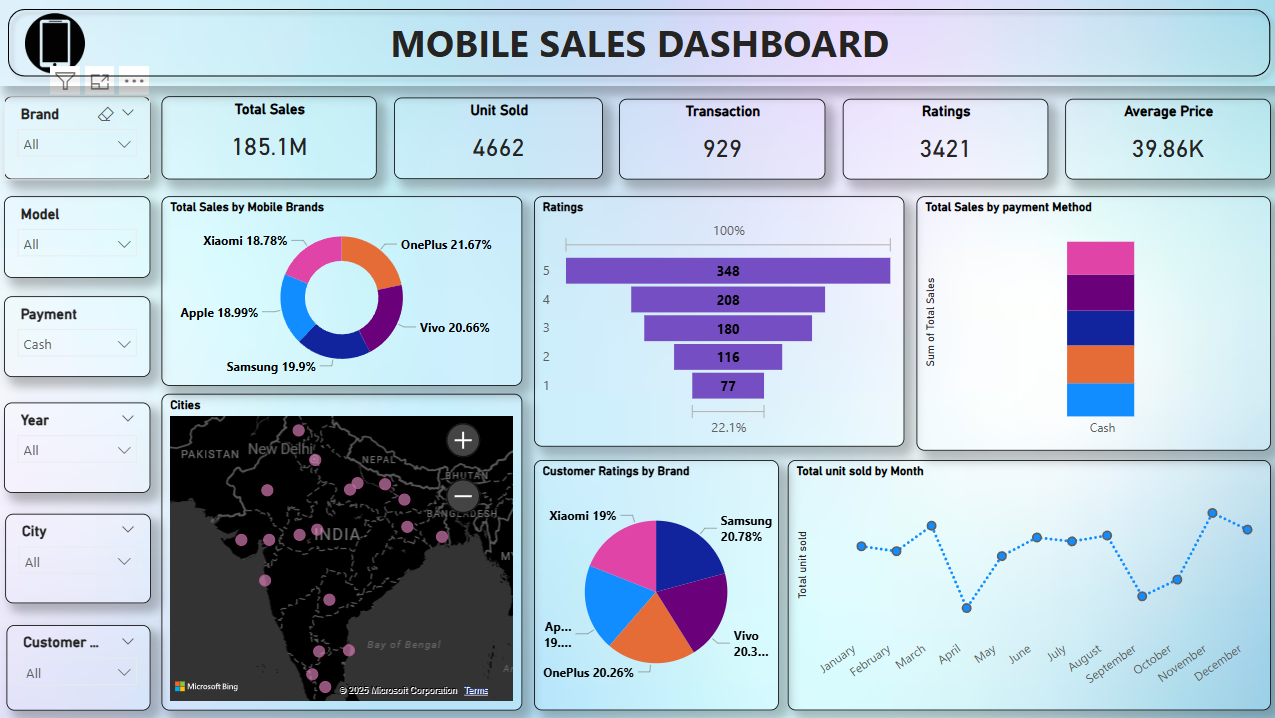 MOBILE SALES DASHBOARD
Brand
All
Total Sales
185.1M
Unit Sold
4662
Transaction
929
Ratings
3421
Average Price
39.86K
Model
All
Payment
Cash
Year
All
City
All
Customer ...
All
Total Sales by Mobile Brands
Xiaomi 18.78%
OnePlus 21.67%
Apple 18.99%
Vivo 20.66%
Samsung 19.9%
Ratings
100%
5
348
4
208
3
180
2
116
1
77
22.1%
Total Sales by payment Method
Sum of Total Sales
Cash
Cities
PAKISTAN
New Delhi
NEPAL
BHUTAN
BANGLADESH
INDIA
MY
Bay of Bengal
An
Microsoft Bing
© 2025 Microsoft Corporation Terms
Customer Ratings by Brand
Xiaomi 19%
Samsung
20.78%
Ap...
19....
Vivo
20.3...
OnePlus 20.26%
Total unit sold by Month
Total unit sold
January
February
March
April
May
June
July
August
September
October
November
December